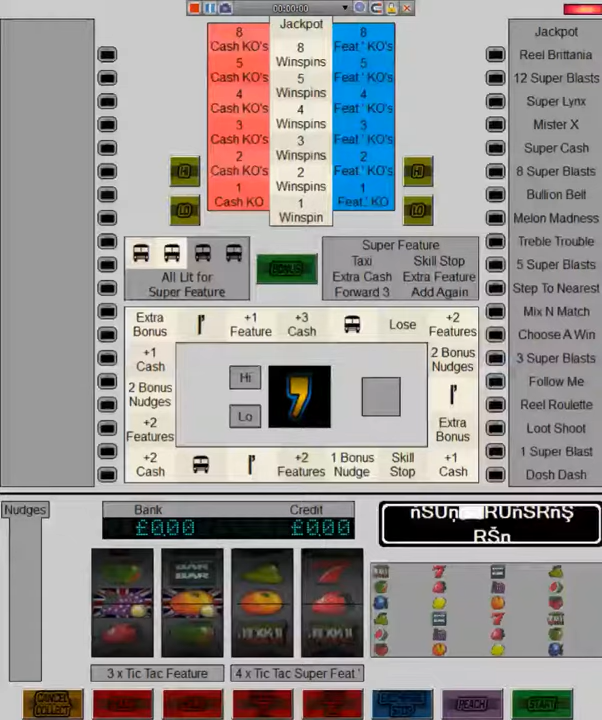 00:00:00
Jackpot
8
Cash KO's
5
Cash KO's
4
Cash KO's
3
Cash KO's
2
Cash KO's
1
Cash KO
8
Winspins
5
Winspins
4
Winspins
3
Winspins
2
Winspins
1
Winspin
8
Feat.' KO's
5
Feat.' KO's
4
Feat.' KO's
3
Feat.' KO's
2
Feat.' KO's
1
Feat.' KO
HI
LO
HI
LO
Jackpot
Reel Brittania
12 Super Blasts
Super Lynx
Mister X
Super Cash
8 Super Blasts
Bullion Belt
Melon Madness
Treble Trouble
5 Super Blasts
Step To Nearest
Mix N Match
Choose A Win
3 Super Blasts
Follow Me
Reel Roulette
Loot Shoot
1 Super Blast
Dosh Dash
All Lit for
Super Feature
BONUS
Super Feature
Taxi Skill Stop
Extra Cash Extra Feature
Forward 3 Add Again
Extra Bonus
+1 Feature
+3 Cash
Lose
+2 Features
+1 Cash
2 Bonus Nudges
2 Bonus Nudges
+2 Features
Extra Bonus
+2 Cash
+2 Features
1 Bonus Nudge
Skill Stop
+1 Cash
Hi
7
Lo
Nudges
Bank Credit
£0.00 £0.00
3 x Tic Tac Feature
4 x Tic Tac Super Feat '
CANCEL
COLLECT
START